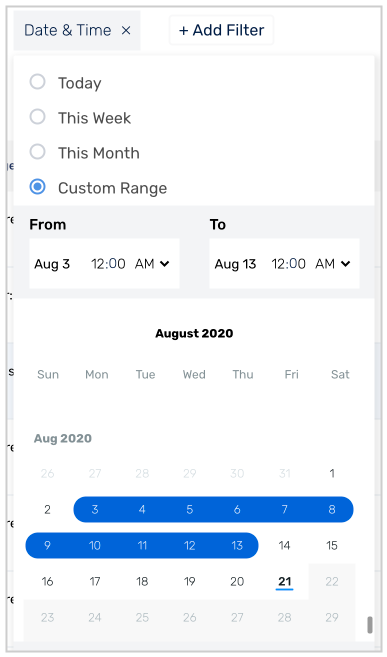 Date & Time ×
+ Add Filter
Today
This Week
This Month
Custom Range
From To
Aug 3 12:00 AM Aug 13 12:00 AM
August 2020
Sun Mon Tue Wed Thu Fri Sat
Aug 2020
26 27 28 29 30 31 1
2 3 4 5 6 7 8
9 10 11 12 13 14 15
16 17 18 19 20 21 22
23 24 25 26 27 28 29